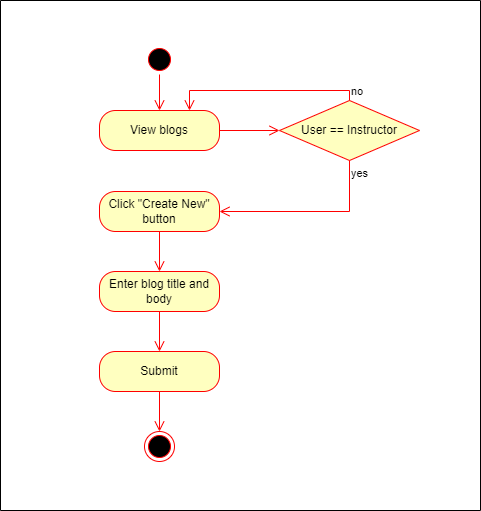 no
View blogs
User == Instructor
yes
Click "Create New"
button
Enter blog title and
body
Submit